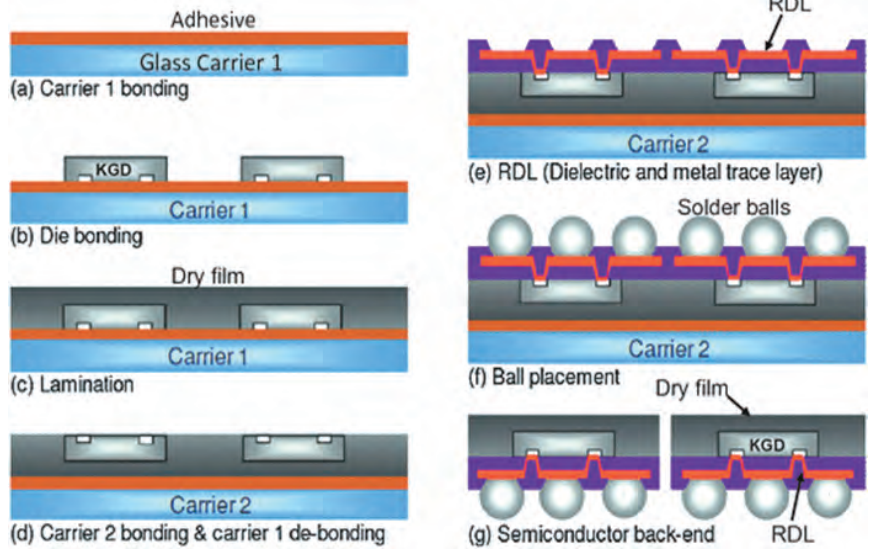 Adhesive
Glass Carrier 1
(a) Carrier 1 bonding
KGD
Carrier 1
(b) Die bonding
Dry film
Carrier 1
(c) Lamination
Carrier 2
(d) Carrier 2 bonding & carrier 1 de-bonding
RDL
Carrier 2
(e) RDL (Dielectric and metal trace layer)
Solder balls
Carrier 2
(f) Ball placement
Dry film
KGD
(g) Semiconductor back-end
RDL